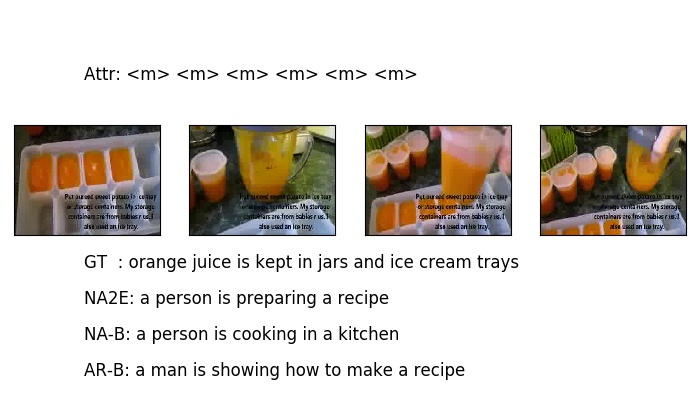 Attr: <m> <m> <m> <m> <m> <m>
Put pureed sweet potato in ice tray
or storage containers. My storage
containers are from babies r us. I
also used an ice tray.
Put pureed sweet potato in ice tray
or storage containers. My storage
containers are from babies r us. I
also used an ice tray.
Put pureed sweet potato in ice tray
or storage containers. My storage
containers are from babies r us. I
also used an ice tray.
Put pureed sweet potato in ice tray
or storage containers. My storage
containers are from babies r us. I
also used an ice tray.
GT : orange juice is kept in jars and ice cream trays
NA2E: a person is preparing a recipe
NA-B: a person is cooking in a kitchen
AR-B: a man is showing how to make a recipe